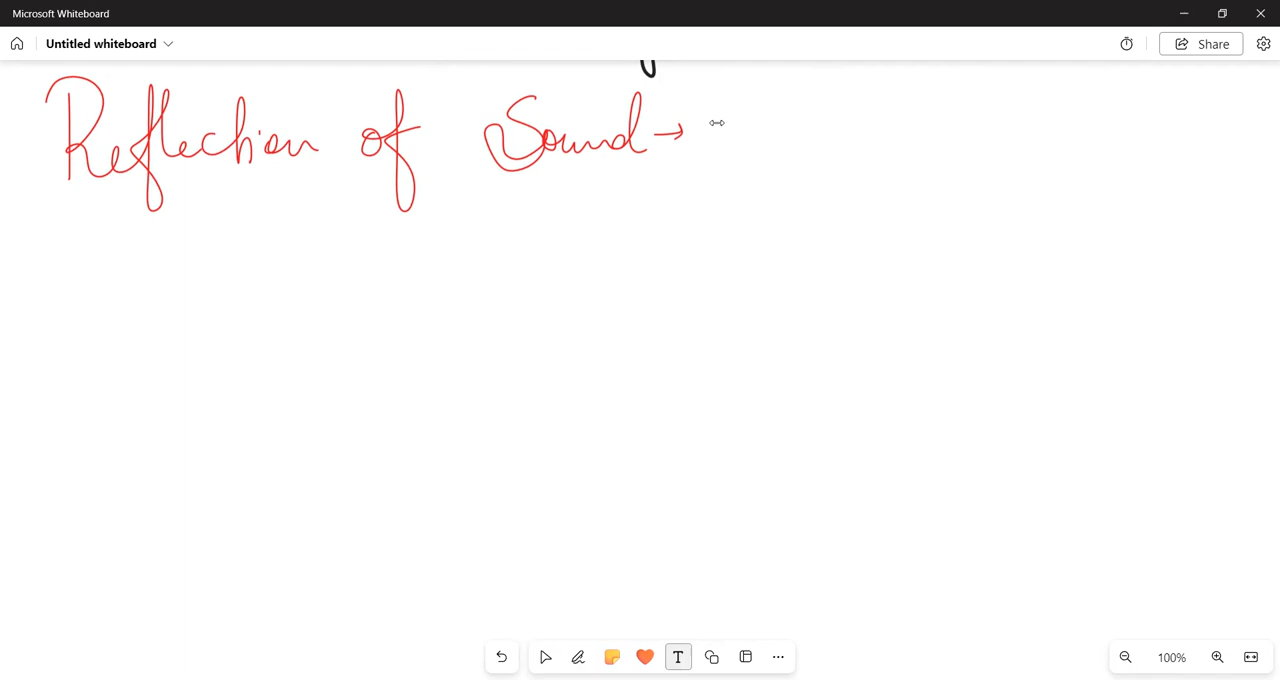 Microsoft Whiteboard
Untitled whiteboard
Share
Reflection of Sound →
T
100%